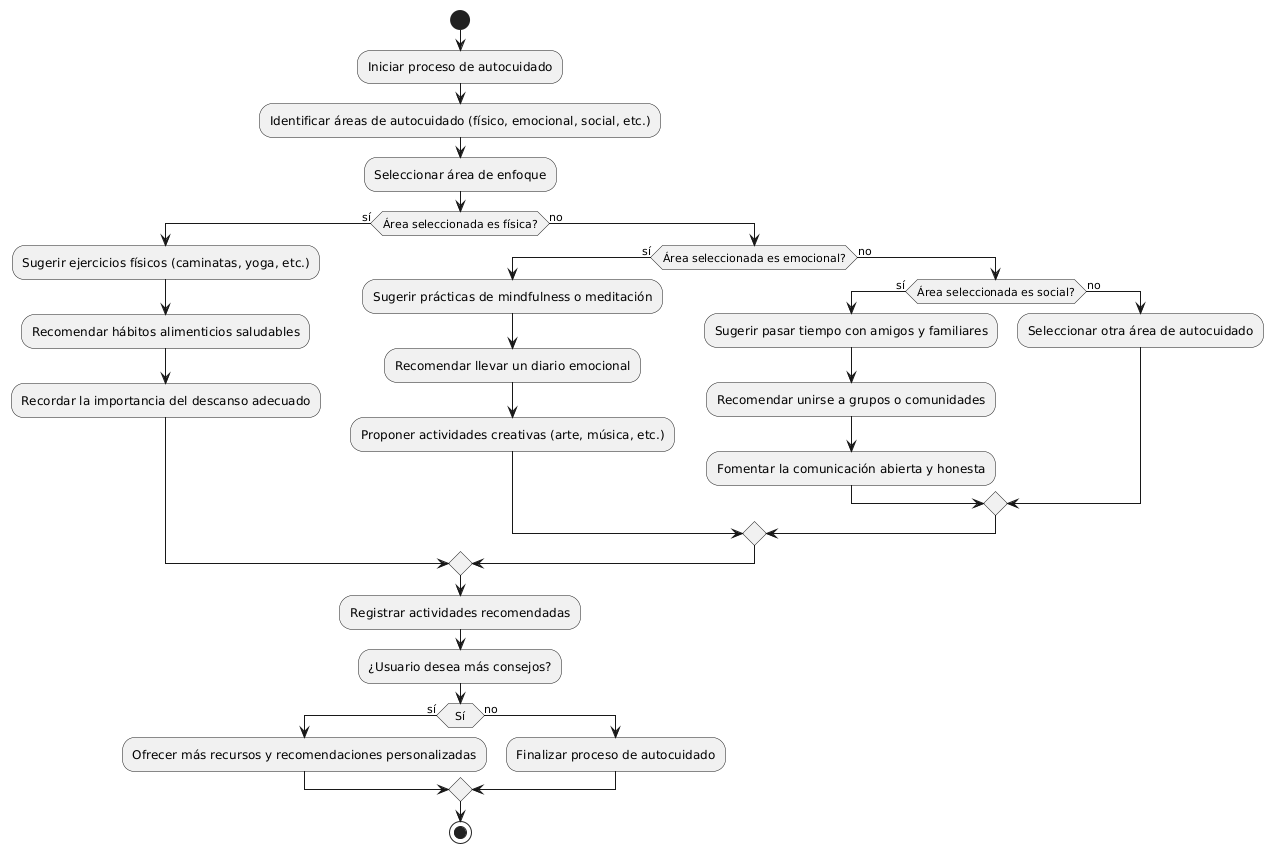 Iniciar proceso de autocuidado
Identificar áreas de autocuidado (físico, emocional, social, etc.)
Seleccionar área de enfoque
sí
Área seleccionada es física?
no
Sugerir ejercicios físicos (caminatas, yoga, etc.)
Recomendar hábitos alimenticios saludables
Recordar la importancia del descanso adecuado
sí
Área seleccionada es emocional?
no
Sugerir prácticas de mindfulness o meditación
Recomendar llevar un diario emocional
Proponer actividades creativas (arte, música, etc.)
sí
Área seleccionada es social?
no
Sugerir pasar tiempo con amigos y familiares
Recomendar unirse a grupos o comunidades
Fomentar la comunicación abierta y honesta
Seleccionar otra área de autocuidado
Registrar actividades recomendadas
¿Usuario desea más consejos?
sí
Sí
no
Ofrecer más recursos y recomendaciones personalizadas
Finalizar proceso de autocuidado